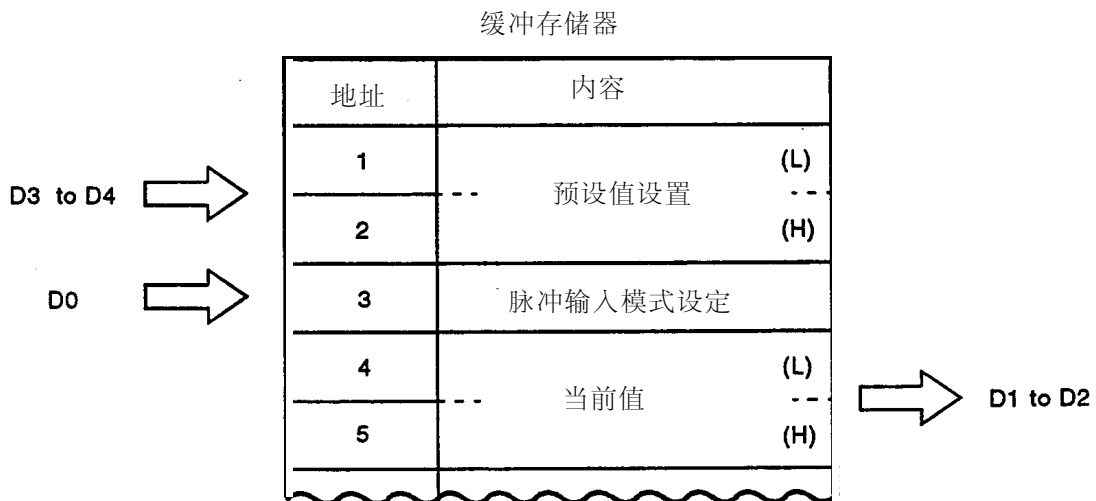 缓冲存储器
地址 内容
1 (L)
D3 to D4 预设值设置
2 (H)
D0 3 脉冲输入模式设定
4 (L)
当前值 D1 to D2
5 (H)